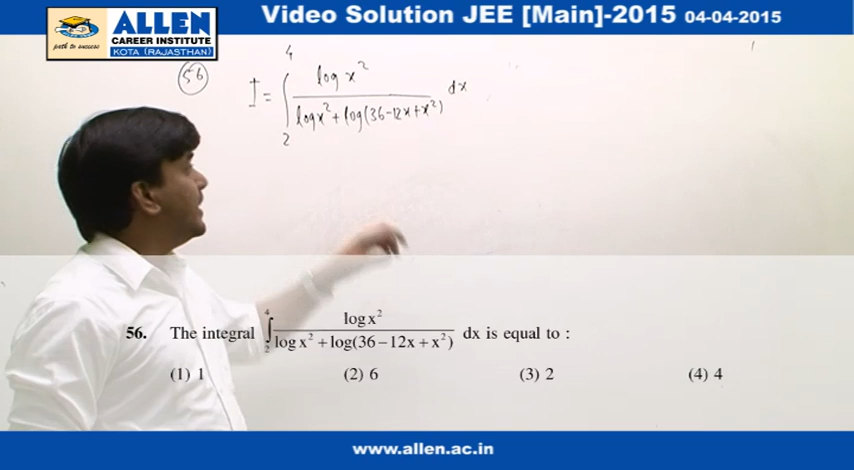 Video Solution JEE [Main]-2015 04-04-2015
ALLEN
CAREER INSTITUTE
KOTA (RAJASTHAN)
path to success
56
I = ∫₂⁴ log x² / (log x² + log(36-12x+x²)) dx
56. The integral ∫₂⁴ log x² / (log x² + log(36 – 12x + x²)) dx is equal to :
(1) 1 (2) 6 (3) 2 (4) 4
www.allen.ac.in